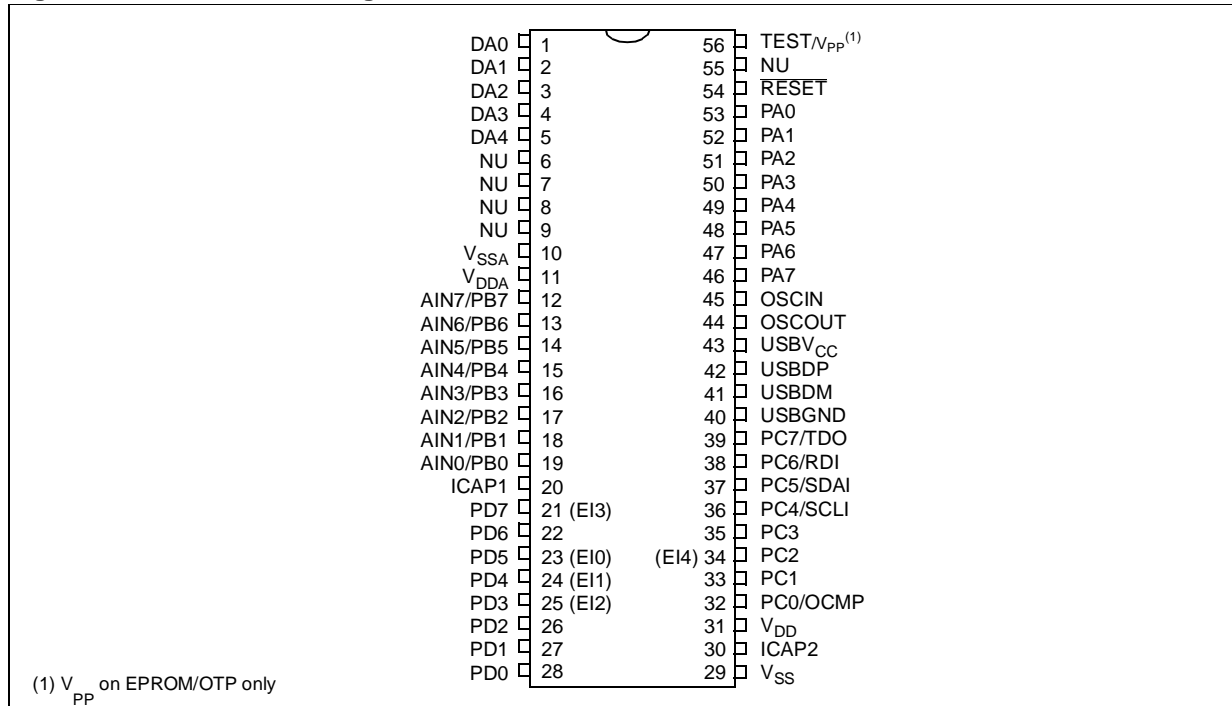 DA0 1 56 TEST/VPP(1)
DA1 2 55 NU
DA2 3 54 RESET
DA3 4 53 PA0
DA4 5 52 PA1
NU 6 51 PA2
NU 7 50 PA3
NU 8 49 PA4
NU 9 48 PA5
VSSA 10 47 PA6
VDDA 11 46 PA7
AIN7/PB7 12 45 OSCIN
AIN6/PB6 13 44 OSCOUT
AIN5/PB5 14 43 USBVCC
AIN4/PB4 15 42 USBDP
AIN3/PB3 16 41 USBDM
AIN2/PB2 17 40 USBGND
AIN1/PB1 18 39 PC7/TDO
AIN0/PB0 19 38 PC6/RDI
ICAP1 20 37 PC5/SDAI
PD7 21 (EI3) 36 PC4/SCLI
PD6 22 35 PC3
PD5 23 (EI0) (EI4) 34 PC2
PD4 24 (EI1) 33 PC1
PD3 25 (EI2) 32 PC0/OCMP
PD2 26 31 VDD
PD1 27 30 ICAP2
PD0 28 29 VSS
(1) VPP on EPROM/OTP only